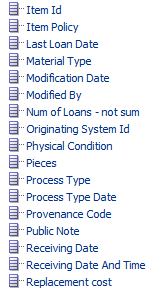 Item Id
Item Policy
Last Loan Date
Material Type
Modification Date
Modified By
Num of Loans - not sum
Originating System Id
Physical Condition
Pieces
Process Type
Process Type Date
Provenance Code
Public Note
Receiving Date
Receiving Date And Time
Replacement cost